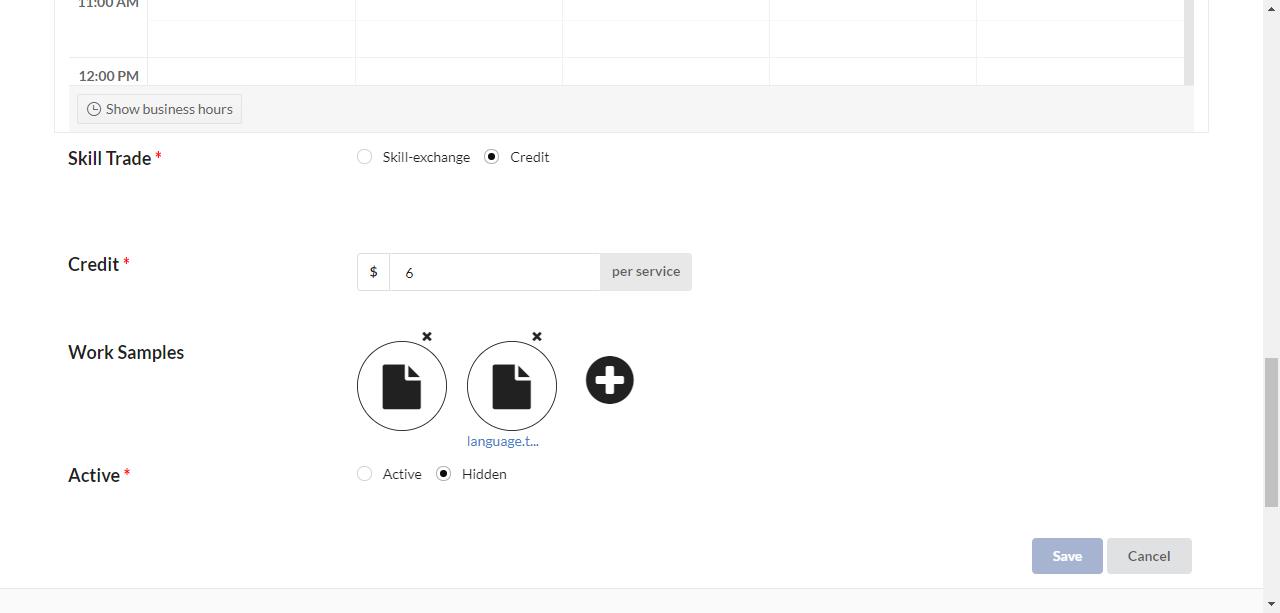 11:00 AM
12:00 PM
Show business hours
Skill Trade *
Skill-exchange
Credit
Credit *
$
6
per service
Work Samples
language.t...
Active *
Active
Hidden
Save
Cancel